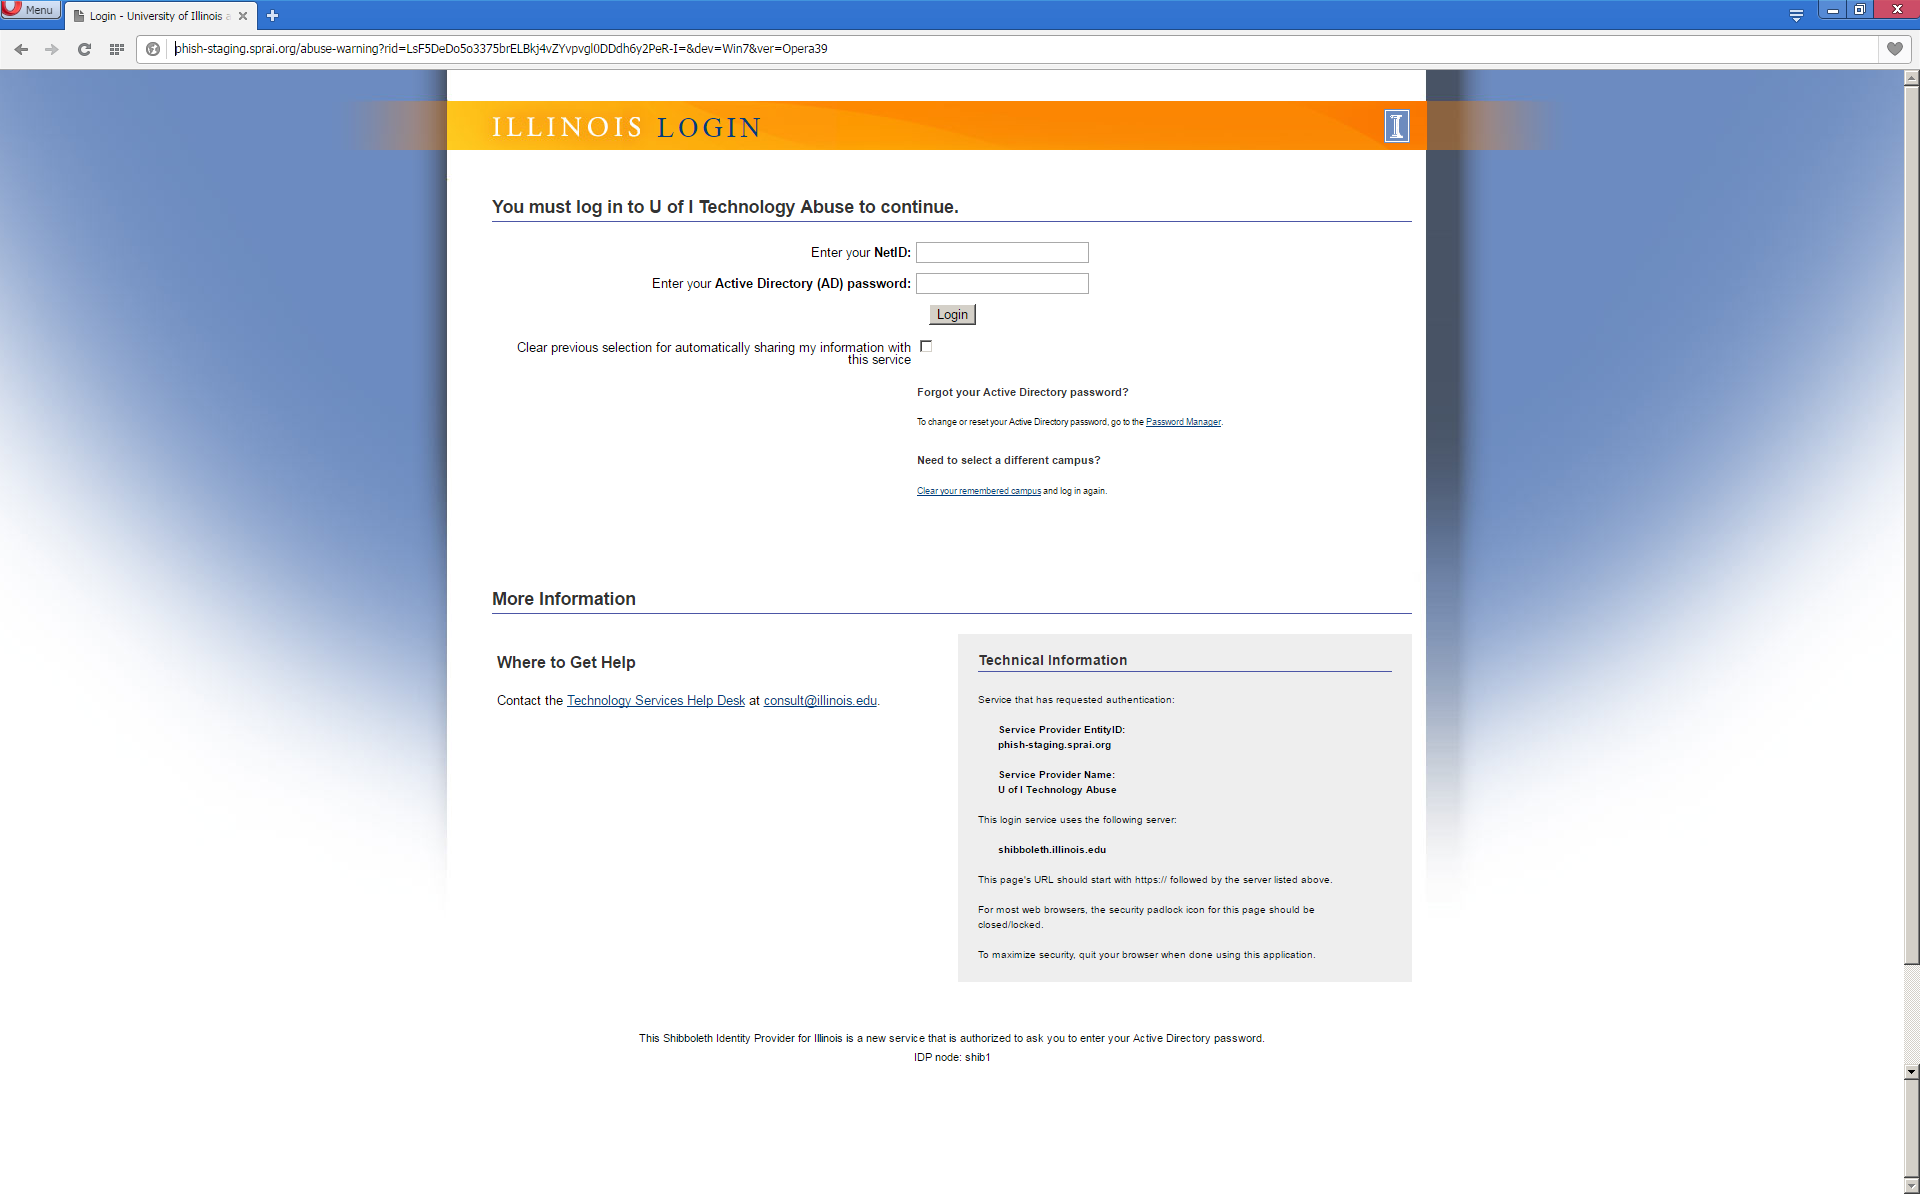 Menu
Login - University of Illinois a
phish-staging.sprai.org/abuse-warning?rid=LsF5DeDo5o3375brELBkj4vZYvpvgl0DDdh6y2PeR-I=&dev=Win7&ver=Opera39
ILLINOIS LOGIN
I
You must log in to U of I Technology Abuse to continue.
Enter your NetID:
Enter your Active Directory (AD) password:
Login
Clear previous selection for automatically sharing my information with
this service
Forgot your Active Directory password?
To change or reset your Active Directory password, go to the Password Manager.
Need to select a different campus?
Clear your remembered campus and log in again.
More Information
Where to Get Help
Contact the Technology Services Help Desk at consult@illinois.edu.
Technical Information
Service that has requested authentication:
Service Provider EntityID:
phish-staging.sprai.org
Service Provider Name:
U of I Technology Abuse
This login service uses the following server:
shibboleth.illinois.edu
This page's URL should start with https:// followed by the server listed above.
For most web browsers, the security padlock icon for this page should be
closed/locked.
To maximize security, quit your browser when done using this application.
This Shibboleth Identity Provider for Illinois is a new service that is authorized to ask you to enter your Active Directory password.
IDP node: shib1